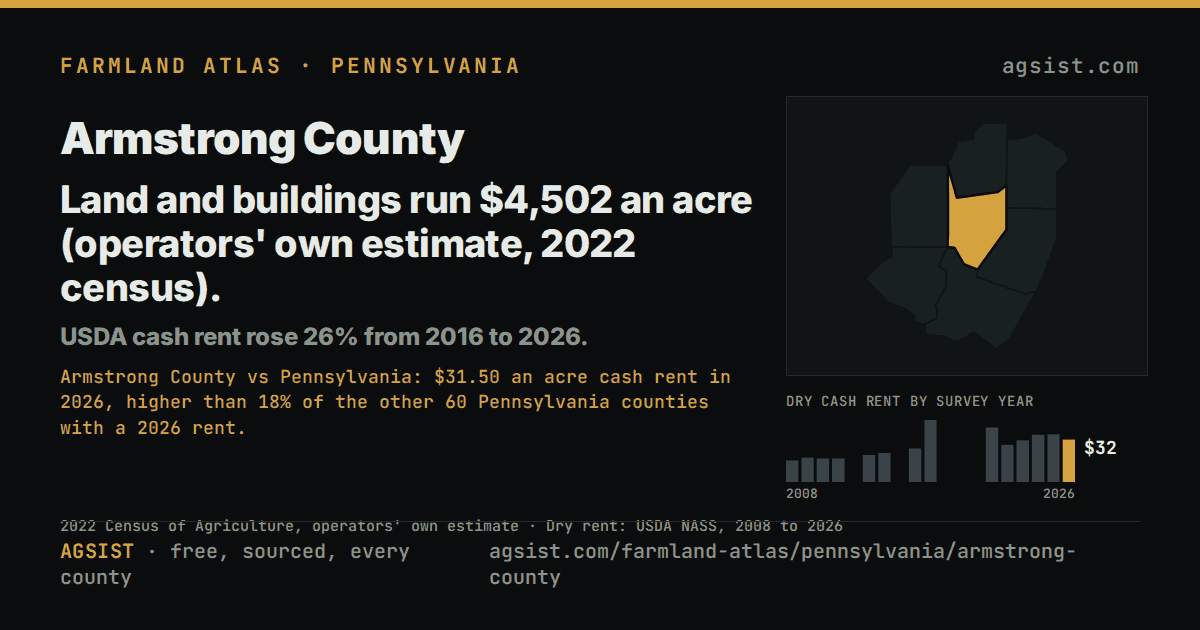 FARMLAND ATLAS · PENNSYLVANIA
agsist.com
Armstrong County
Land and buildings run $4,502 an acre
(operators' own estimate, 2022
census).
USDA cash rent rose 26% from 2016 to 2026.
Armstrong County vs Pennsylvania: $31.50 an acre cash rent in
2026, higher than 18% of the other 60 Pennsylvania counties
with a 2026 rent.
DRY CASH RENT BY SURVEY YEAR
$32
2008
2026
2022 Census of Agriculture, operators' own estimate · Dry rent: USDA NASS, 2008 to 2026
AGSIST · free, sourced, every
county
agsist.com/farmland-atlas/pennsylvania/armstrong-
county